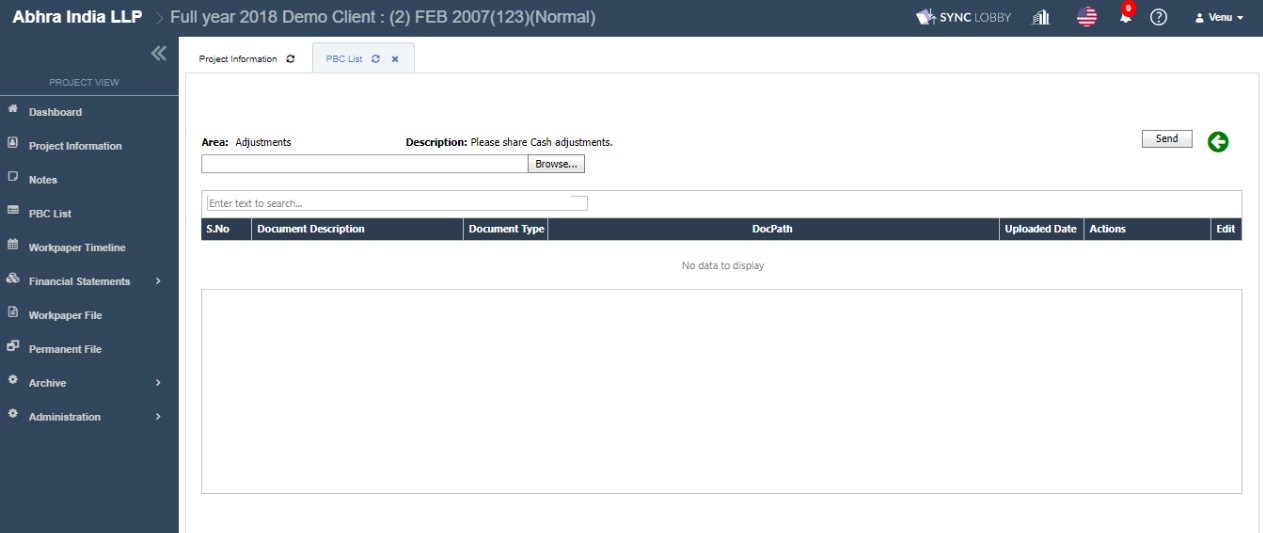 Abhra India LLP > Full year 2018 Demo Client : (2) FEB 2007(123)(Normal)
SYNC LOBBY
0
?
Venu
PROJECT VIEW
Dashboard
Project Information
Notes
PBC List
Workpaper Timeline
Financial Statements >
Workpaper File
Permanent File
Archive >
Administration >
Project Information
PBC List x
Area: Adjustments
Description: Please share Cash adjustments.
Send
Browse...
Enter text to search...
S.No Document Description Document Type DocPath Uploaded Date Actions Edit
No data to display